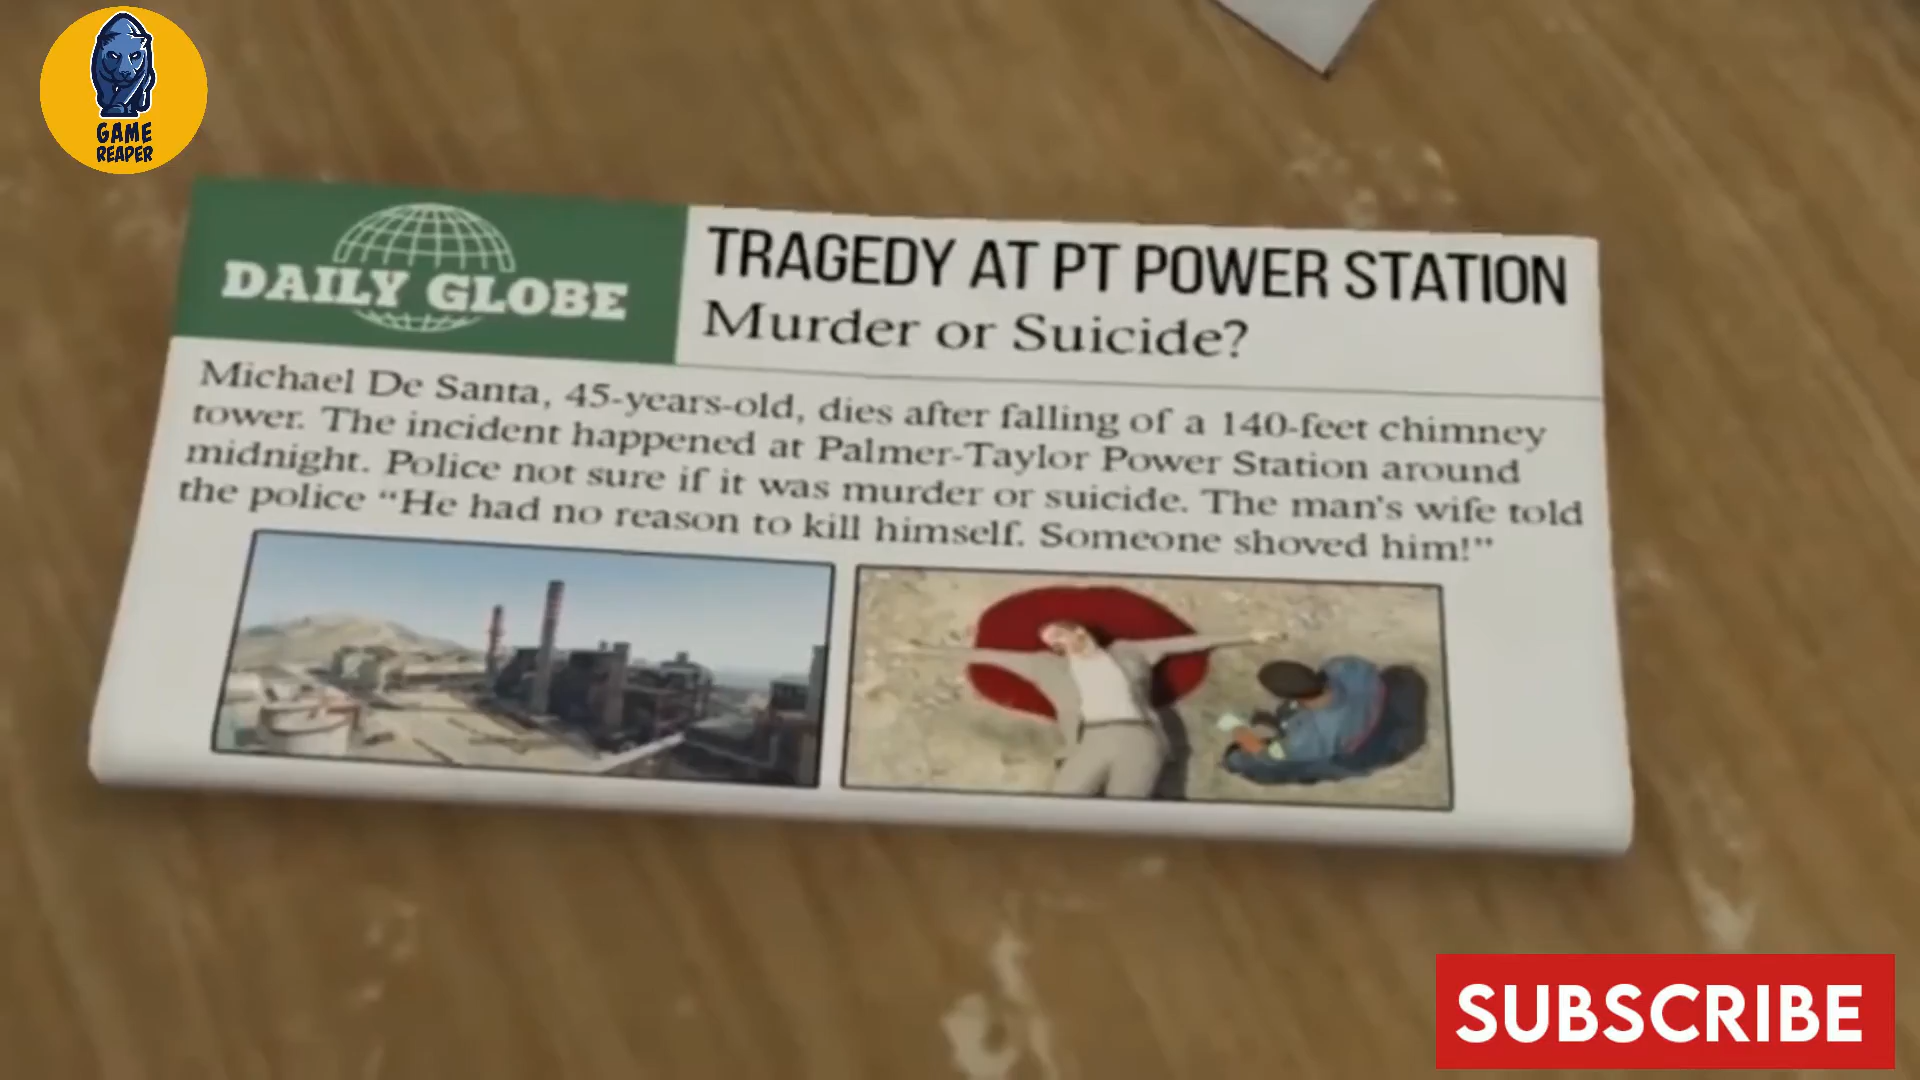 GAME
REAPER
DAILY GLOBE
TRAGEDY AT PT POWER STATION
Murder or Suicide?
Michael De Santa, 45-years-old, dies after falling of a 140-feet chimney
tower. The incident happened at Palmer-Taylor Power Station around
midnight. Police not sure if it was murder or suicide. The man's wife told
the police “He had no reason to kill himself. Someone shoved him!”
SUBSCRIBE